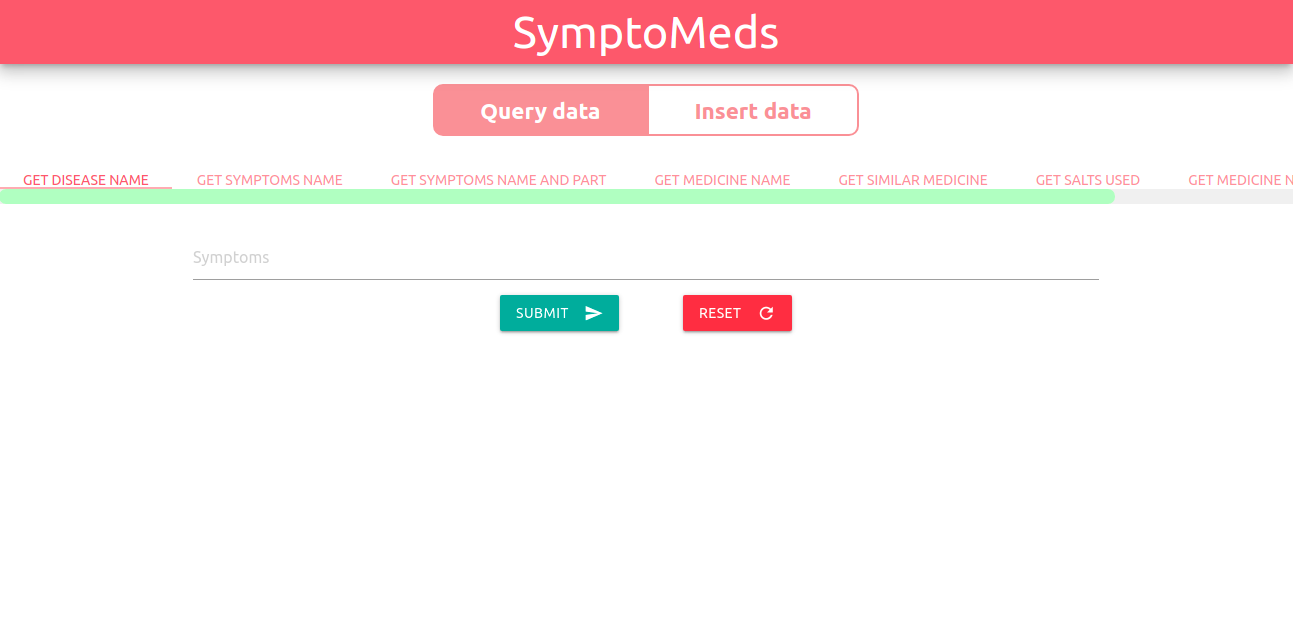 SymptoMeds
Query data Insert data
GET DISEASE NAME GET SYMPTOMS NAME GET SYMPTOMS NAME AND PART GET MEDICINE NAME GET SIMILAR MEDICINE GET SALTS USED GET MEDICINE N
Symptoms
SUBMIT RESET